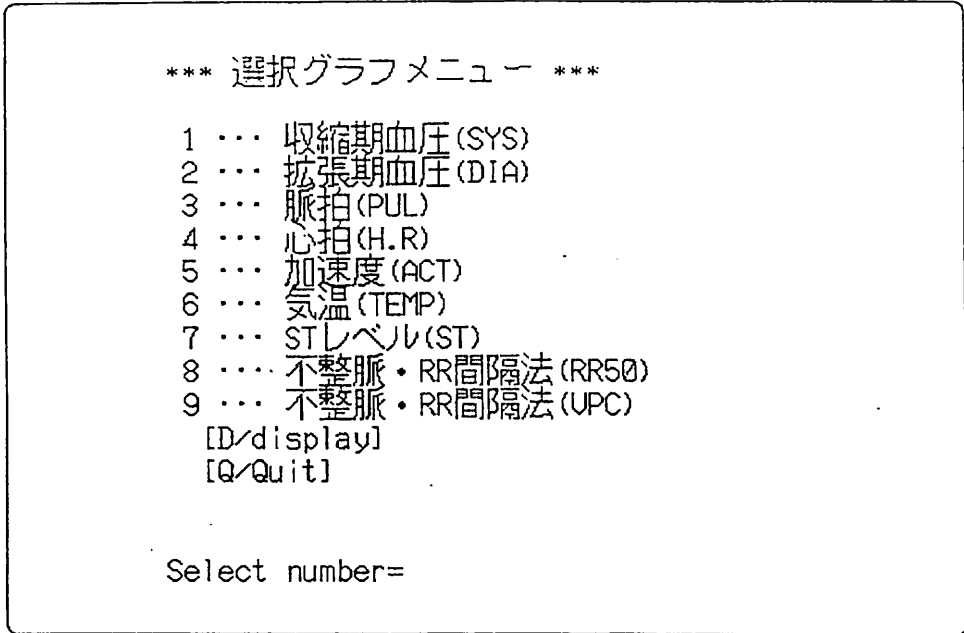 *** 選択グラフメニュー ***
1 ··· 収縮期血圧(SYS)
2 ··· 拡張期血圧(DIA)
3 ··· 脈拍(PUL)
4 ··· 心拍(H.R)
5 ··· 加速度(ACT)
6 ··· 気温(TEMP)
7 ··· STレベル(ST)
8 ··· 不整脈・RR間隔法(RR50)
9 ··· 不整脈・RR間隔法(VPC)
[D/display]
[Q/Quit]
Select number=